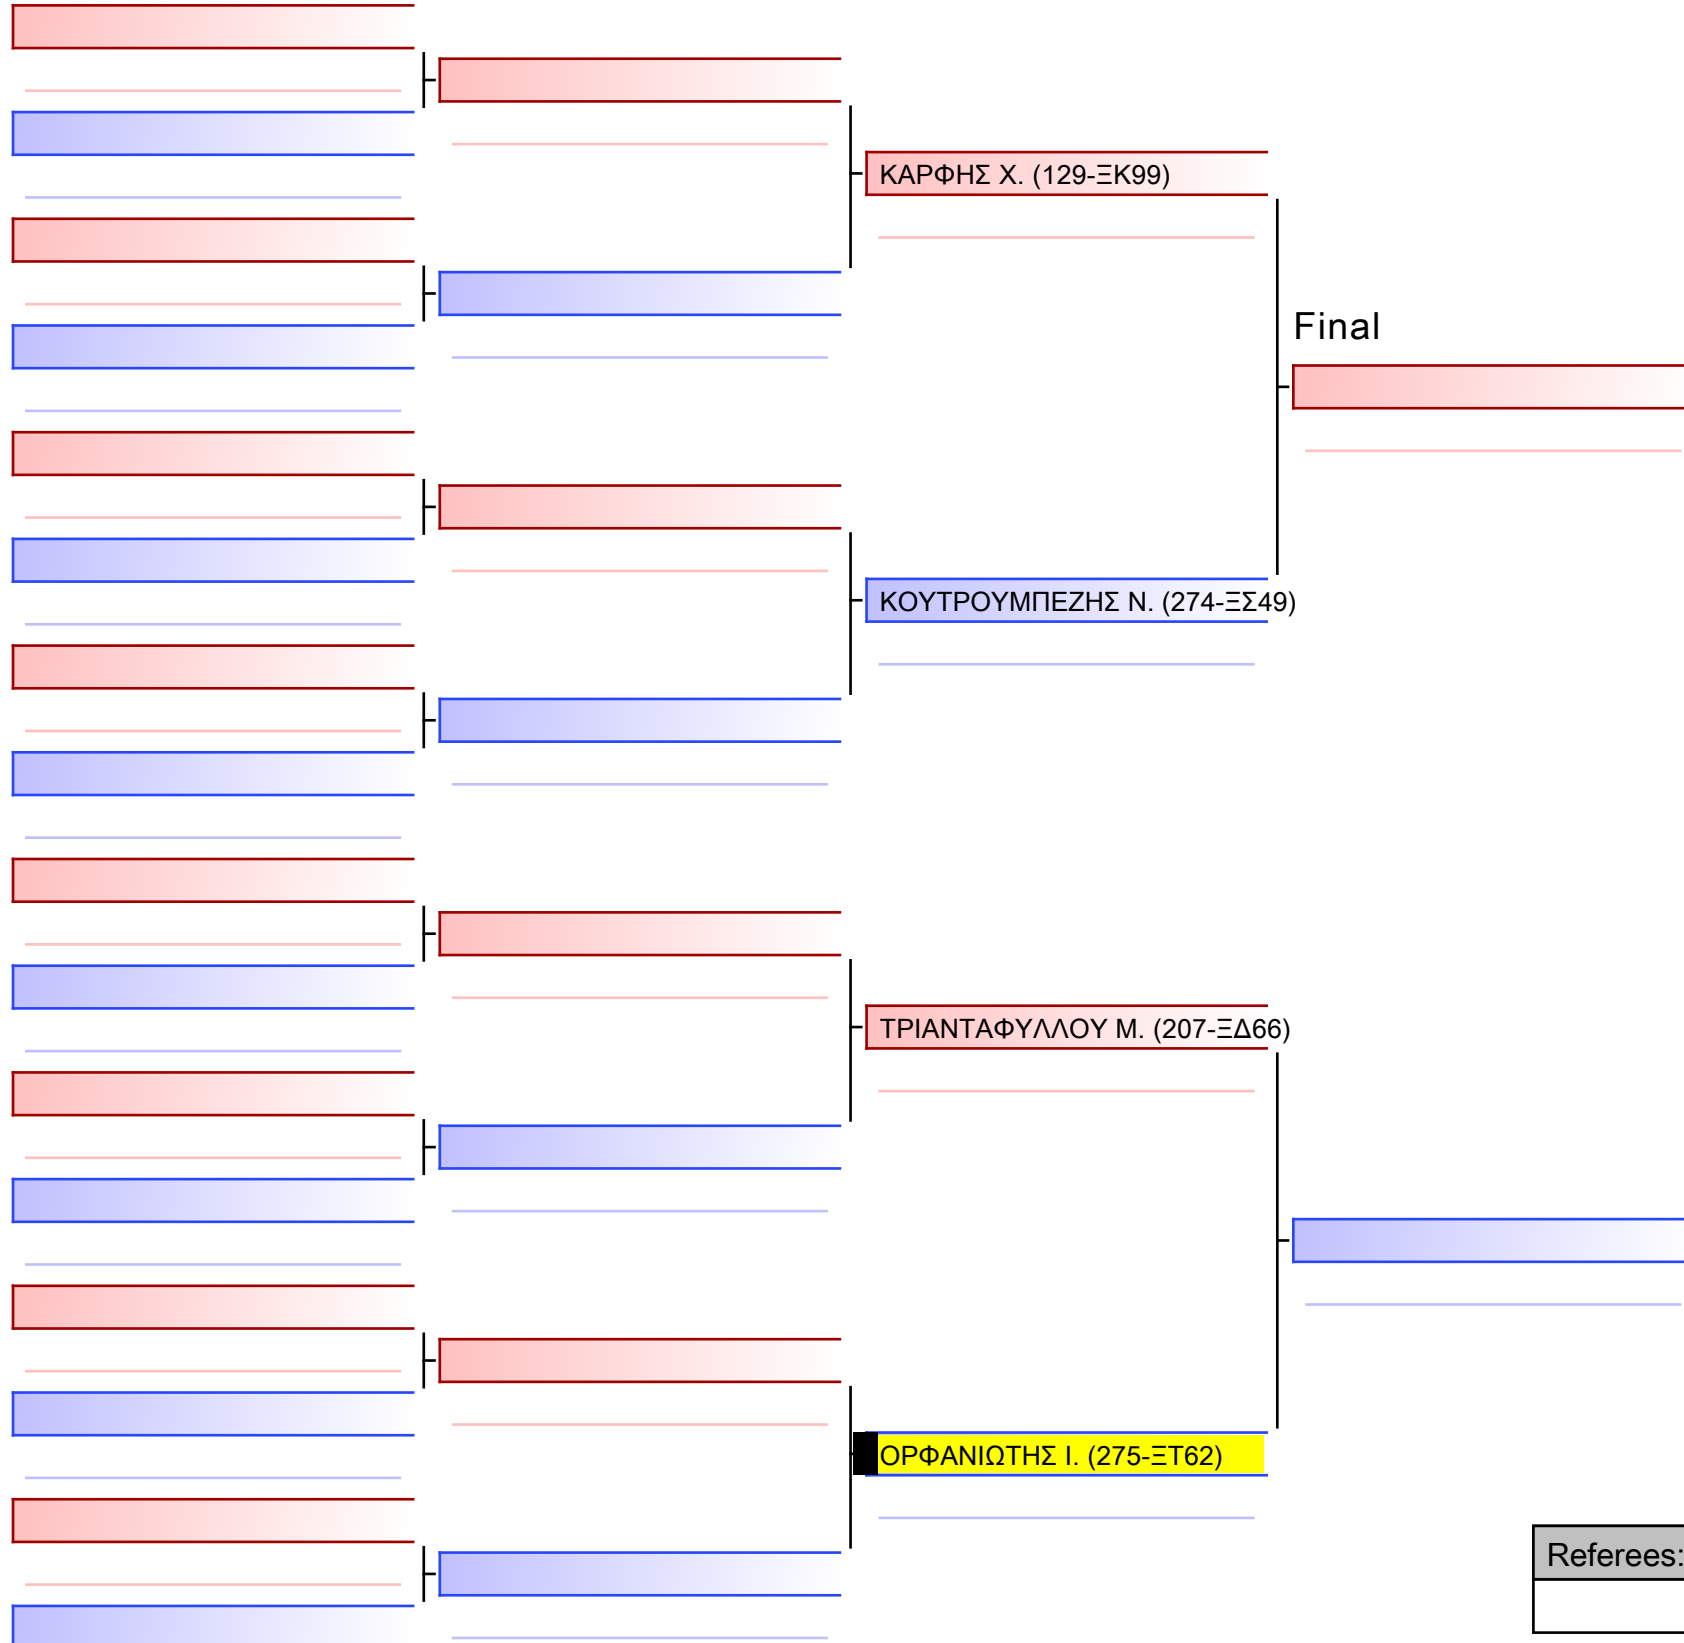 ΚΑΡΦΗΣ Χ. (129-ΞΚ99)
Final
ΚΟΥΤΡΟΥΜΠΕΖΗΣ Ν. (274-ΞΣ49)
ΤΡΙΑΝΤΑΦΥΛΛΟΥ Μ. (207-ΞΔ66)
ΟΡΦΑΝΙΩΤΗΣ Ι. (275-ΞΤ62)
Referees: